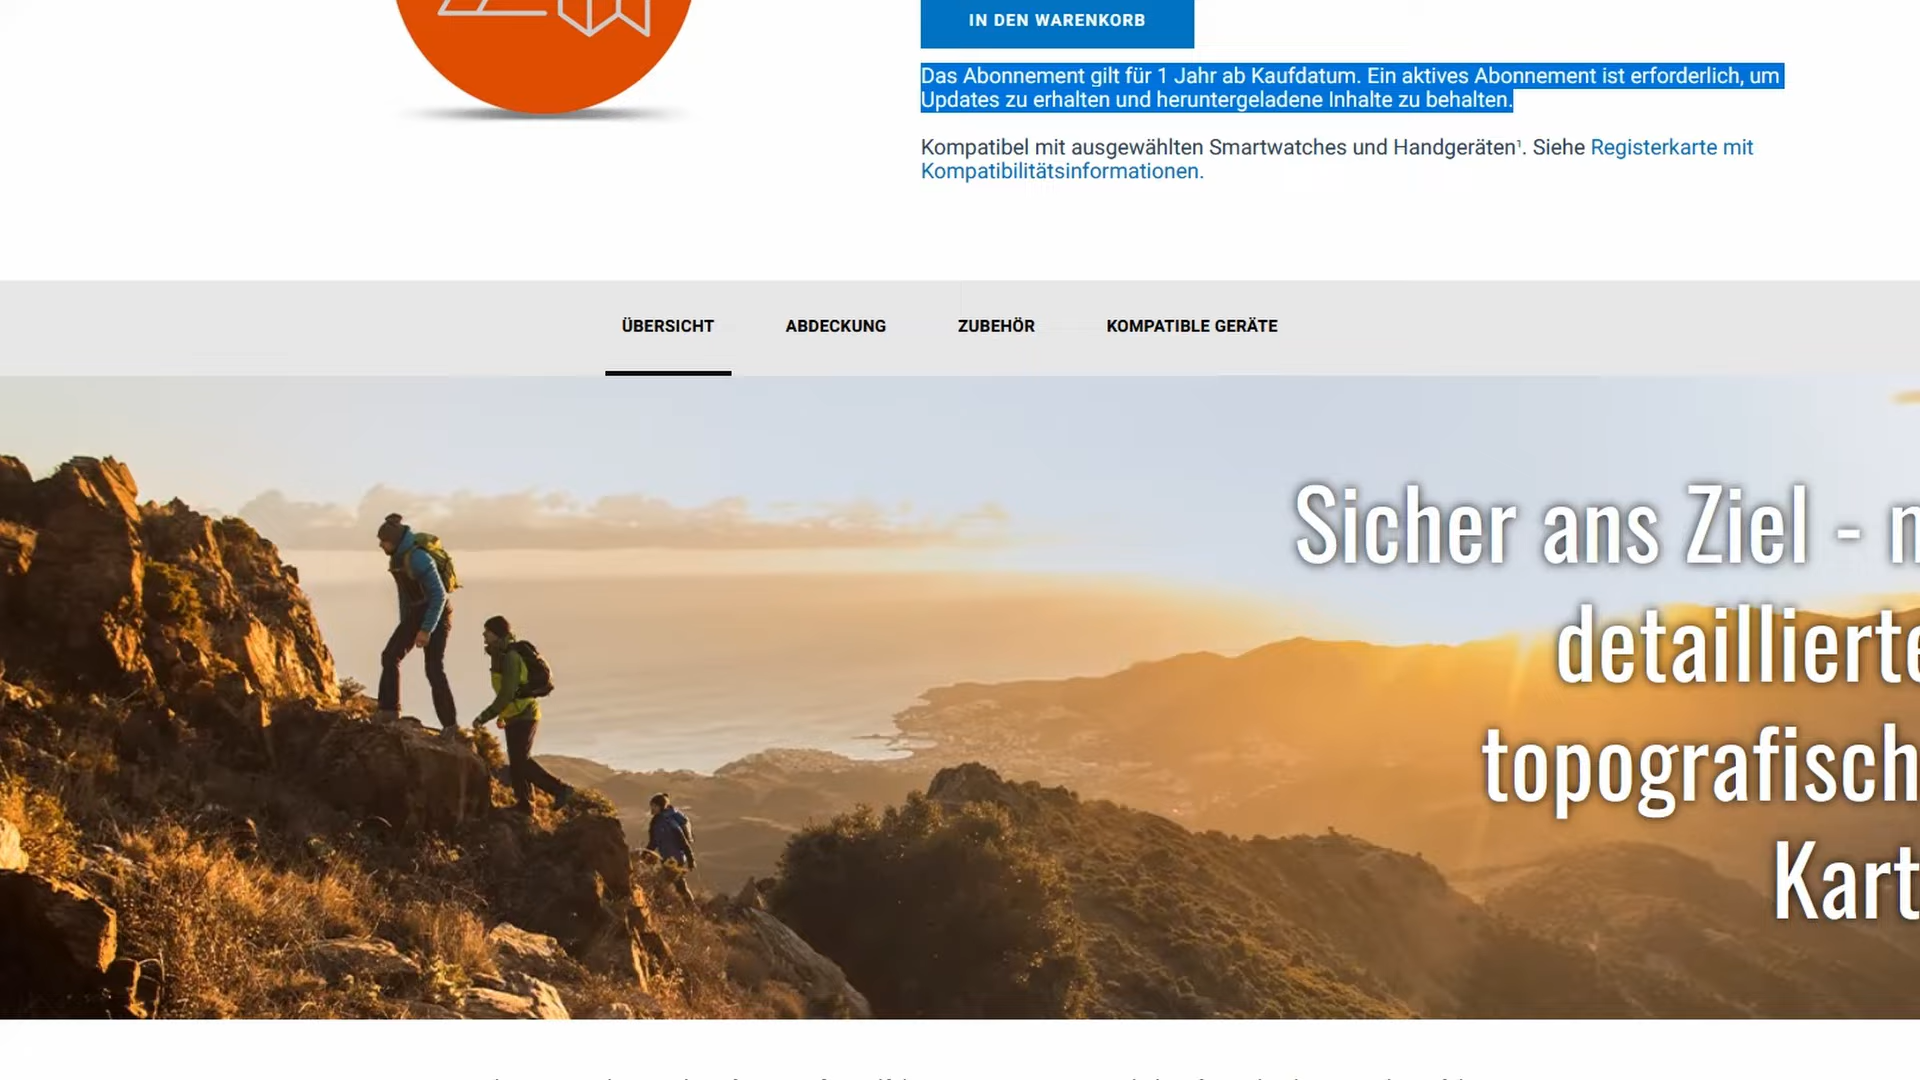 IN DEN WARENKORB
Das Abonnement gilt für 1 Jahr ab Kaufdatum. Ein aktives Abonnement ist erforderlich, um
Updates zu erhalten und heruntergeladene Inhalte zu behalten.
Kompatibel mit ausgewählten Smartwatches und Handgeräten¹. Siehe Registerkarte mit
Kompatibilitätsinformationen.
ÜBERSICHT ABDECKUNG ZUBEHÖR KOMPATIBLE GERÄTE
Sicher ans Ziel -
detaillierte
topografisch
Kart